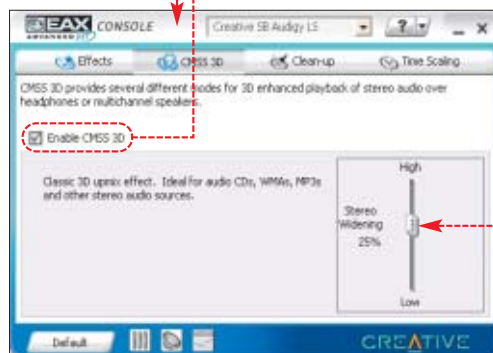 EAX CONSOLE
ADVANCED HD
Creative SB Audigy LS
?
Effects
CMSS 3D
Clean-up
Time Scaling
CMSS 3D provides several different modes for 3D enhanced playback of stereo audio over
headphones or multichannel speakers.
Enable CMSS 3D
Classic 3D upmix effect. Ideal for audio CDs, WMAs, MP3s
and other stereo audio sources.
High
Stereo
Widening
25%
Low
Default
CREATIVE